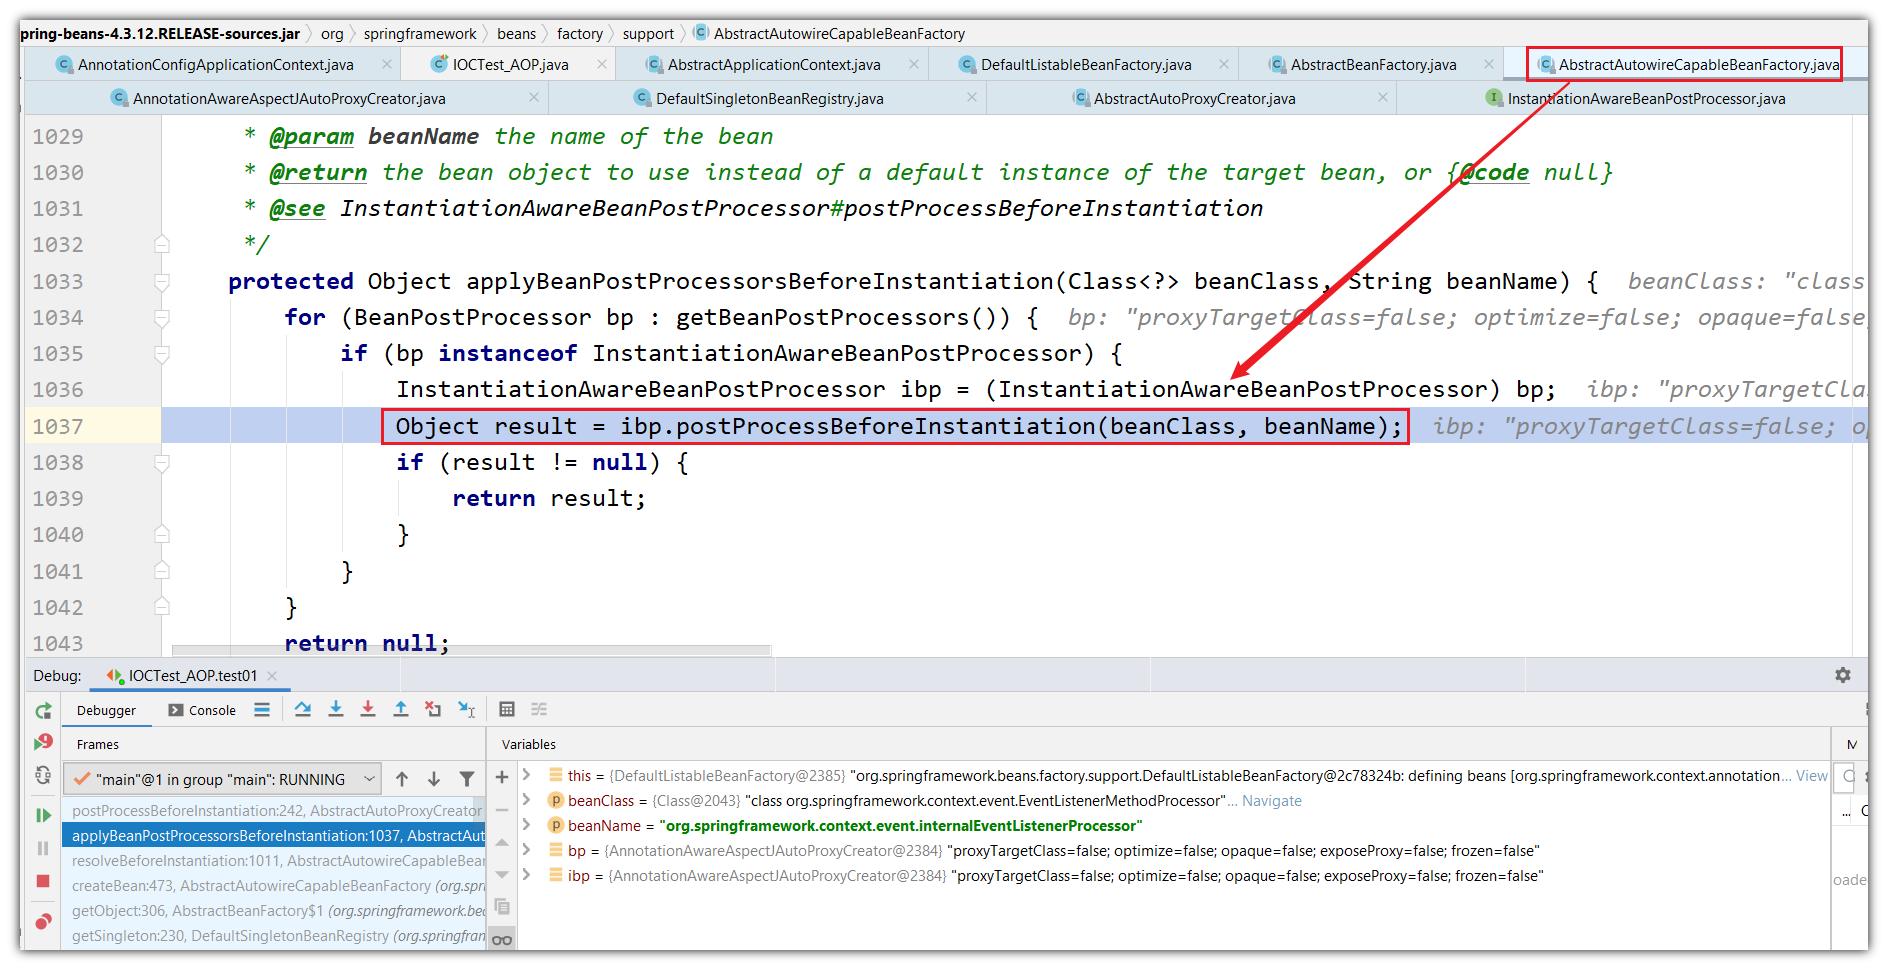 pring-beans-4.3.12.RELEASE-sources.jar org springframework beans factory support AbstractAutowireCapableBeanFactory
AnnotationConfigApplicationContext.java IOCTest_AOP.java AbstractApplicationContext.java DefaultListableBeanFactory.java AbstractBeanFactory.java AbstractAutowireCapableBeanFactory.java
AnnotationAwareAspectJAutoProxyCreator.java DefaultSingletonBeanRegistry.java AbstractAutoProxyCreator.java InstantiationAwareBeanPostProcessor.java
1029 * @param beanName the name of the bean
1030 * @return the bean object to use instead of a default instance of the target bean, or {@code null}
1031 * @see InstantiationAwareBeanPostProcessor#postProcessBeforeInstantiation
1032 */
1033 protected Object applyBeanPostProcessorsBeforeInstantiation(Class<?> beanClass, String beanName) { beanClass: "class
1034 for (BeanPostProcessor bp : getBeanPostProcessors()) { bp: "proxyTargetClass=false; optimize=false; opaque=false;
1035 if (bp instanceof InstantiationAwareBeanPostProcessor) {
1036 InstantiationAwareBeanPostProcessor ibp = (InstantiationAwareBeanPostProcessor) bp; ibp: "proxyTargetCla
1037 Object result = ibp.postProcessBeforeInstantiation(beanClass, beanName); ibp: "proxyTargetClass=false; op
1038 if (result != null) {
1039 return result;
1040 }
1041 }
1042 }
1043 return null;
Debug: IOCTest_AOP.test01
Debugger Console
Frames Variables
"main"@1 in group "main": RUNNING
postProcessBeforeInstantiation:242, AbstractAutoProxyCreator
applyBeanPostProcessorsBeforeInstantiation:1037, AbstractAut
resolveBeforeInstantiation:1011, AbstractAutowireCapableBear
createBean:473, AbstractAutowireCapableBeanFactory (org.sprin
getObject:306, AbstractBeanFactory$1 (org.springframework.bea
getSingleton:230, DefaultSingletonBeanRegistry (org.springfran
this = {DefaultListableBeanFactory@2385} "org.springframework.beans.factory.support.DefaultListableBeanFactory@2c78324b: defining beans [org.springframework.context.annotation... View
beanClass = {Class@2043} "class org.springframework.context.event.EventListenerMethodProcessor"... Navigate
beanName = "org.springframework.context.event.internalEventListenerProcessor"
bp = {AnnotationAwareAspectJAutoProxyCreator@2384} "proxyTargetClass=false; optimize=false; opaque=false; exposeProxy=false; frozen=false"
ibp = {AnnotationAwareAspectJAutoProxyCreator@2384} "proxyTargetClass=false; optimize=false; opaque=false; exposeProxy=false; frozen=false"
M
... C
oade